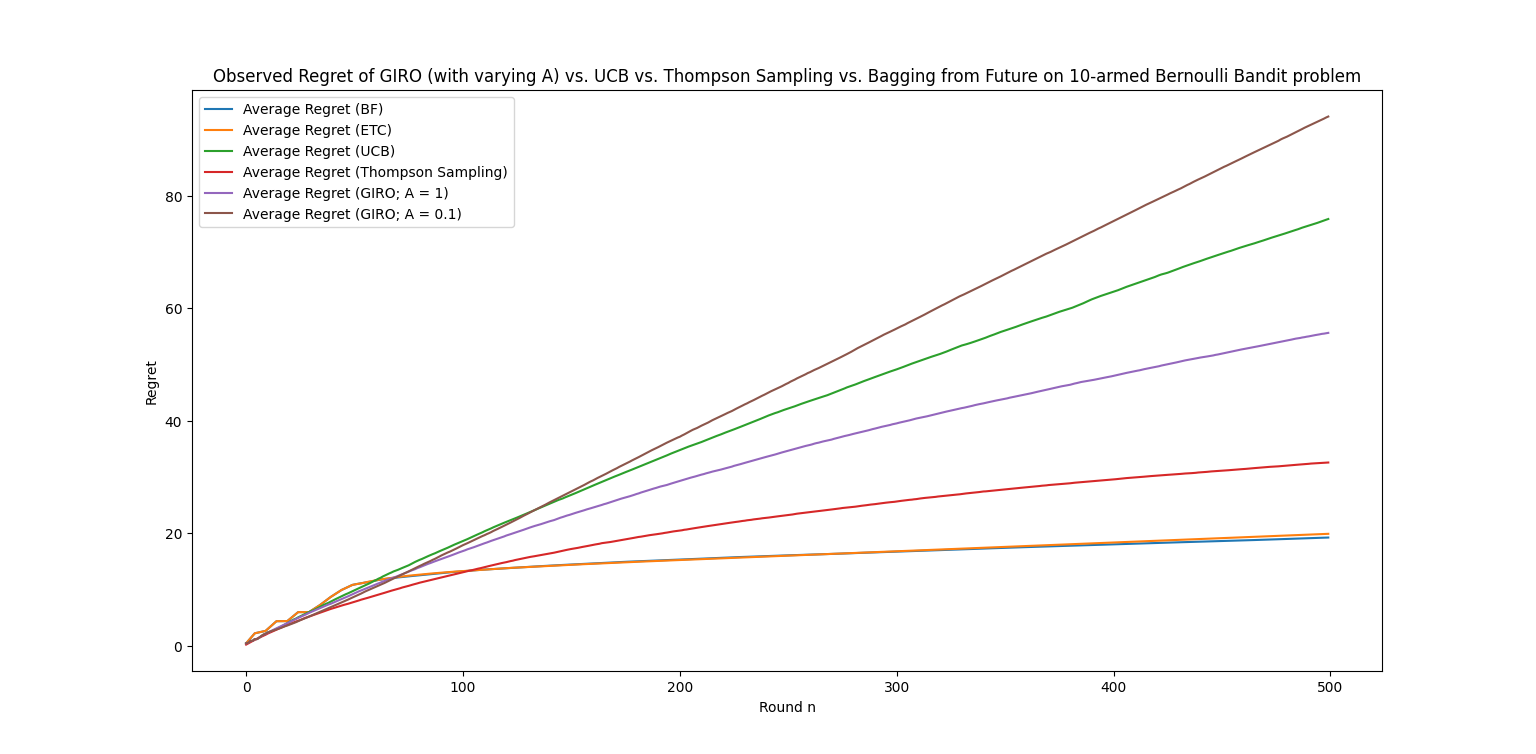 Observed Regret of GIRO (with varying A) vs. UCB vs. Thompson Sampling vs. Bagging from Future on 10-armed Bernoulli Bandit problem
Average Regret (BF)
Average Regret (ETC)
Average Regret (UCB)
Average Regret (Thompson Sampling)
Average Regret (GIRO; A = 1)
Average Regret (GIRO; A = 0.1)
Regret
80
60
40
20
0
0 100 200 300 400 500
Round n